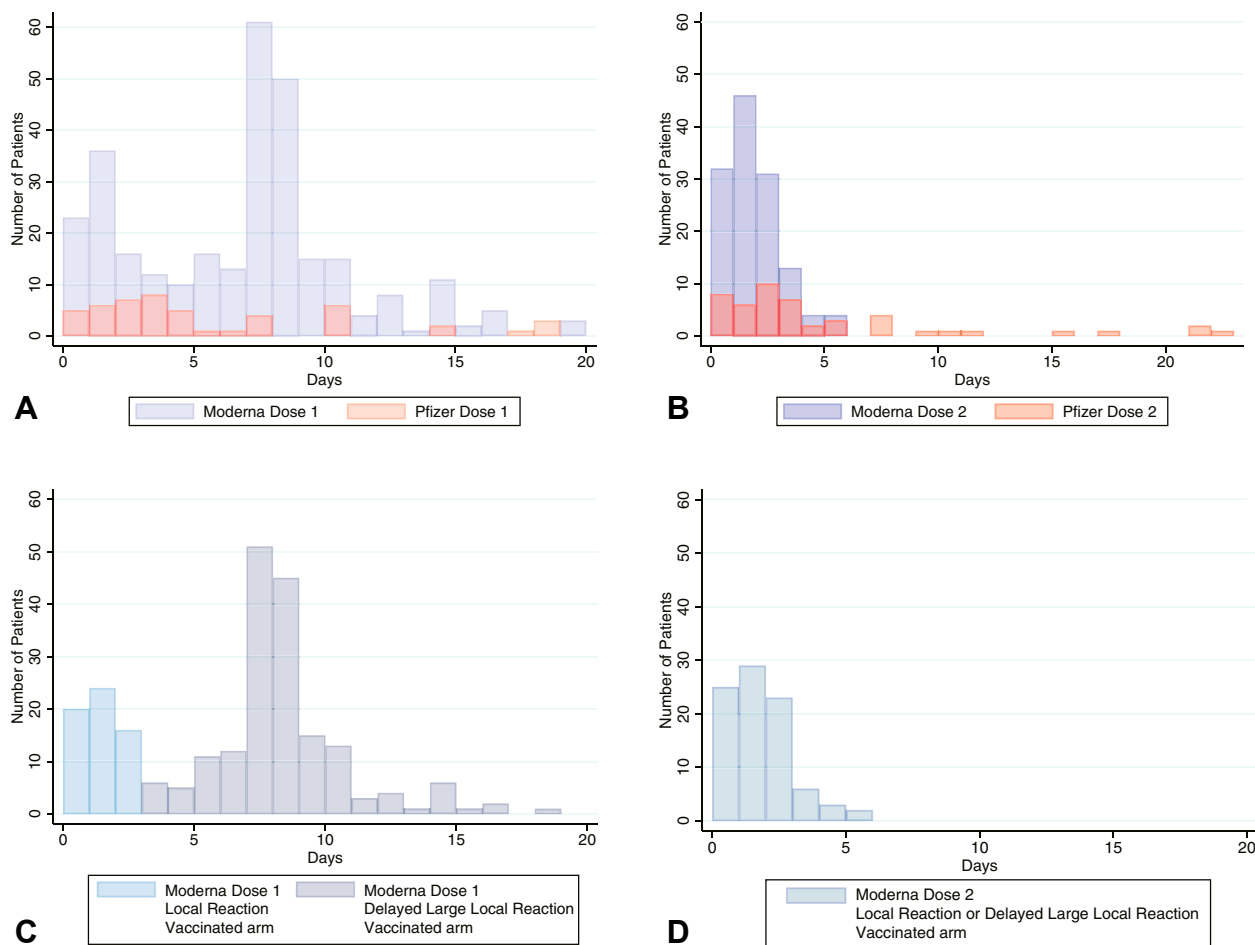 60
50
40
30
20
10
0
Number of Patients
0 5 10 15 20
Days
Moderna Dose 1 Pfizer Dose 1
A
60
50
40
30
20
10
0
Number of Patients
0 5 10 15 20
Days
Moderna Dose 2 Pfizer Dose 2
B
60
50
40
30
20
10
0
Number of Patients
0 5 10 15 20
Days
Moderna Dose 1
Local Reaction
Vaccinated arm
Moderna Dose 1
Delayed Large Local Reaction
Vaccinated arm
C
60
50
40
30
20
10
0
Number of Patients
0 5 10 15 20
Days
Moderna Dose 2
Local Reaction or Delayed Large Local Reaction
Vaccinated arm
D